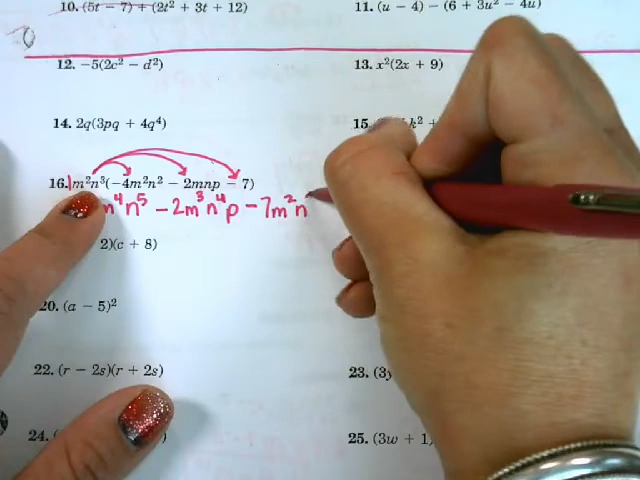 10. (5t − 7) + (2t² + 3t + 12)
11. (u − 4) − (6 + 3u² − 4u)
12. −5(2c² − d²)
13. x²(2x + 9)
14. 2q(3pq + 4q⁴)
15 k² +
16. 1m²n³(−4m²n² − 2mnp − 7)
m⁴n⁵ − 2m³n⁴p − 7m²n
2)(c + 8)
20. (a − 5)²
22. (r − 2s)(r + 2s)
23. (3y
24. (
25. (3w + 1)